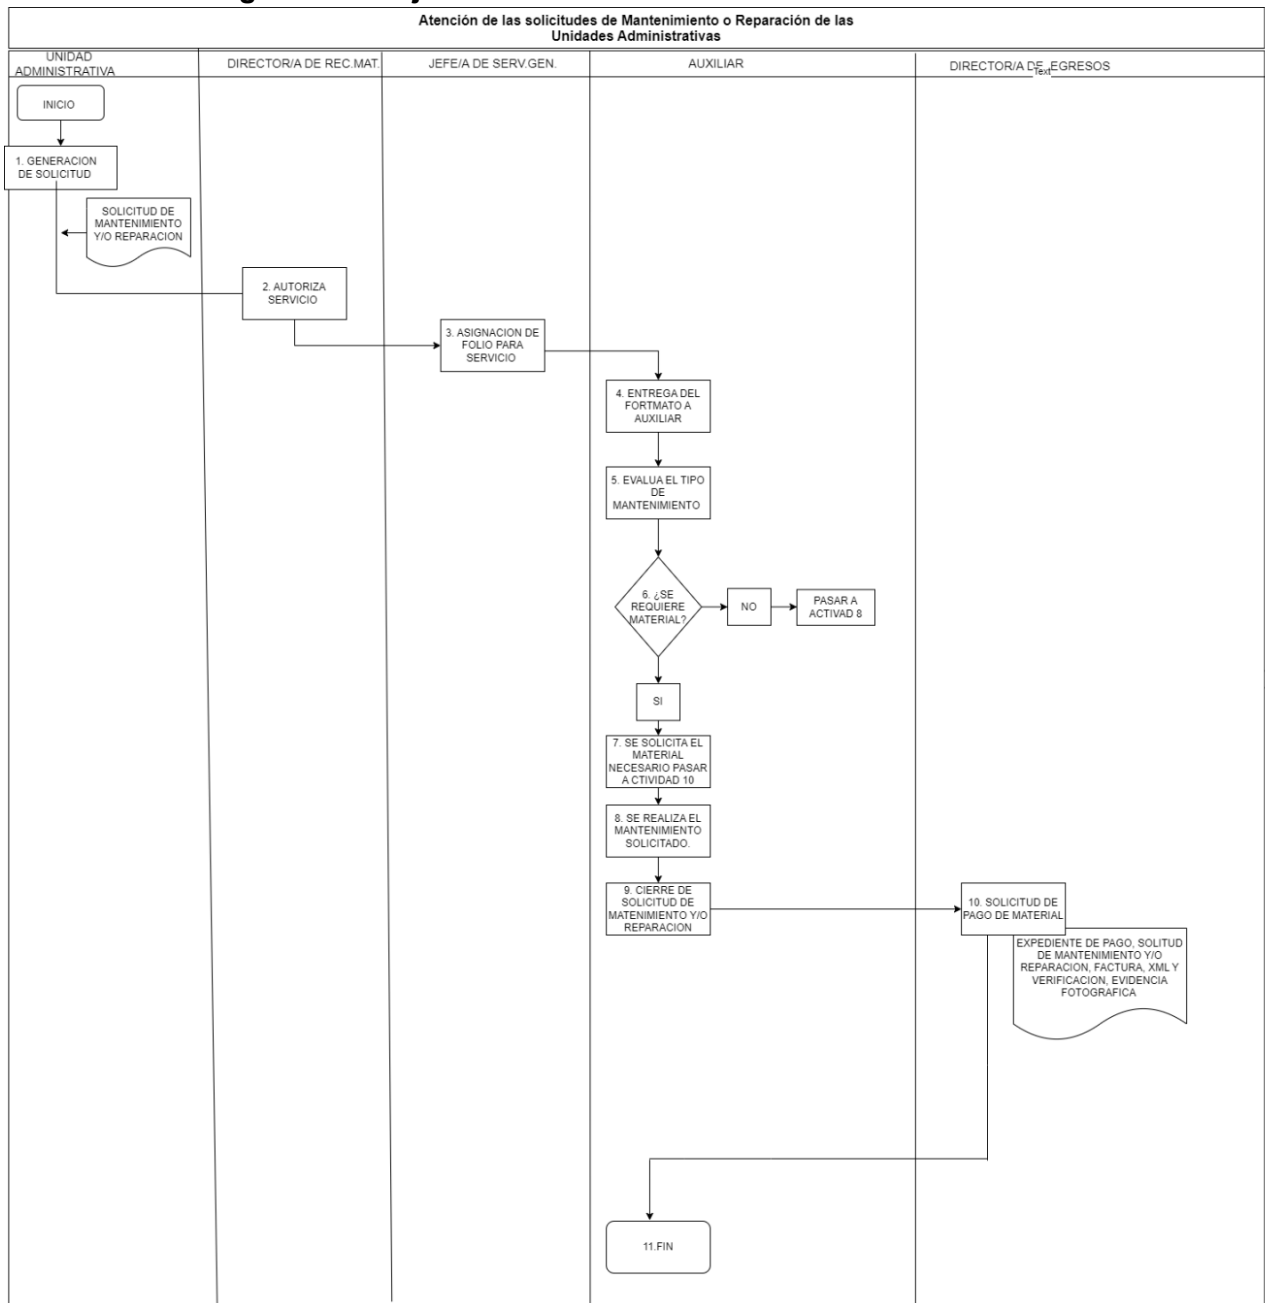 Atención de las solicitudes de Mantenimiento o Reparación de las
Unidades Administrativas
UNIDAD
ADMINISTRATIVA
DIRECTOR/A DE REC.MAT.
JEFE/A DE SERV.GEN.
AUXILIAR
DIRECTOR/A DE EGRESOS
Text
INICIO
1. GENERACION
DE SOLICITUD
SOLICITUD DE
MANTENIMIENTO
Y/O REPARACION
2. AUTORIZA
SERVICIO
3. ASIGNACION DE
FOLIO PARA
SERVICIO
4. ENTREGA DEL
FORTMATO A
AUXILIAR
5. EVALUA EL TIPO
DE
MANTENIMIENTO
6. ¿SE
REQUIERE
MATERIAL?
NO
PASAR A
ACTIVAD 8
SI
7. SE SOLICITA EL
MATERIAL
NECESARIO PASAR
A CTIVIDAD 10
8. SE REALIZA EL
MANTENIMIENTO
SOLICITADO.
9. CIERRE DE
SOLICITUD DE
MATENIMIENTO Y/O
REPARACION
10. SOLICITUD DE
PAGO DE MATERIAL
EXPEDIENTE DE PAGO, SOLITUD
DE MANTENIMIENTO Y/O
REPARACION, FACTURA, XML Y
VERIFICACION, EVIDENCIA
FOTOGRAFICA
11.FIN